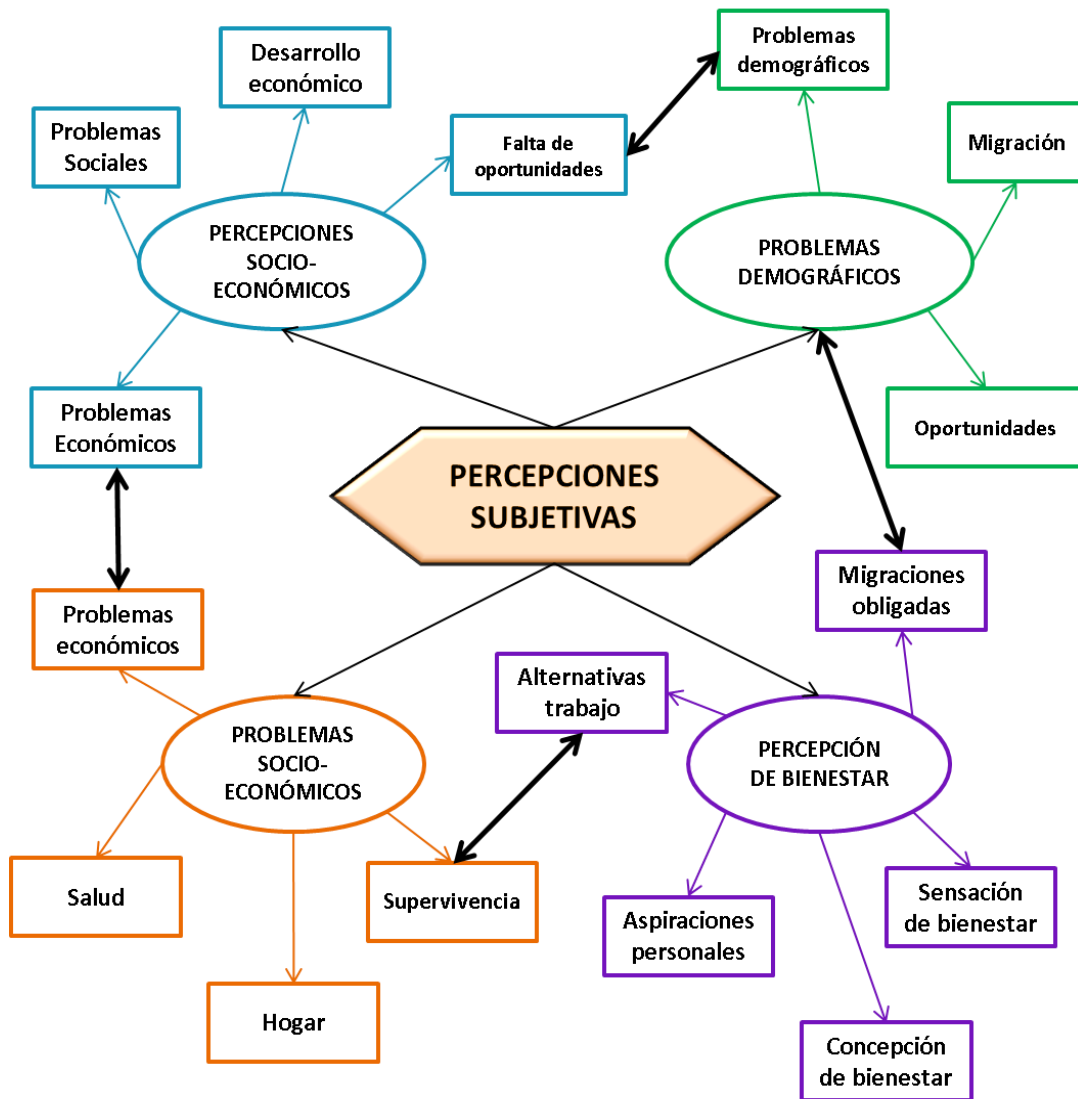 Desarrollo
económico
Problemas
demográficos
Problemas
Sociales
Falta de
oportunidades
Migración
PERCEPCIONES
SOCIO-
ECONÓMICOS
PROBLEMAS
DEMOGRÁFICOS
Problemas
Económicos
Oportunidades
PERCEPCIONES
SUBJETIVAS
Problemas
económicos
Migraciones
obligadas
Alternativas
trabajo
PROBLEMAS
SOCIO-
ECONÓMICOS
PERCEPCIÓN
DE BIENESTAR
Salud
Supervivencia
Aspiraciones
personales
Sensación
de bienestar
Hogar
Concepción
de bienestar